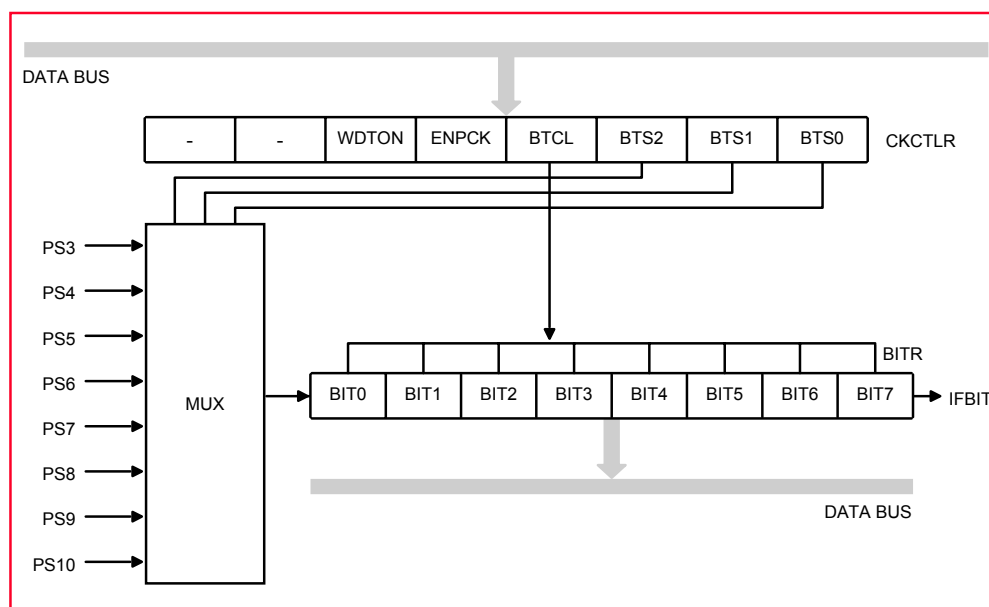 DATA BUS
- - WDTON ENPCK BTCL BTS2 BTS1 BTS0 CKCTLR
PS3
PS4
PS5
PS6
PS7
PS8
PS9
PS10
MUX
BITR
BIT0 BIT1 BIT2 BIT3 BIT4 BIT5 BIT6 BIT7 IFBIT
DATA BUS